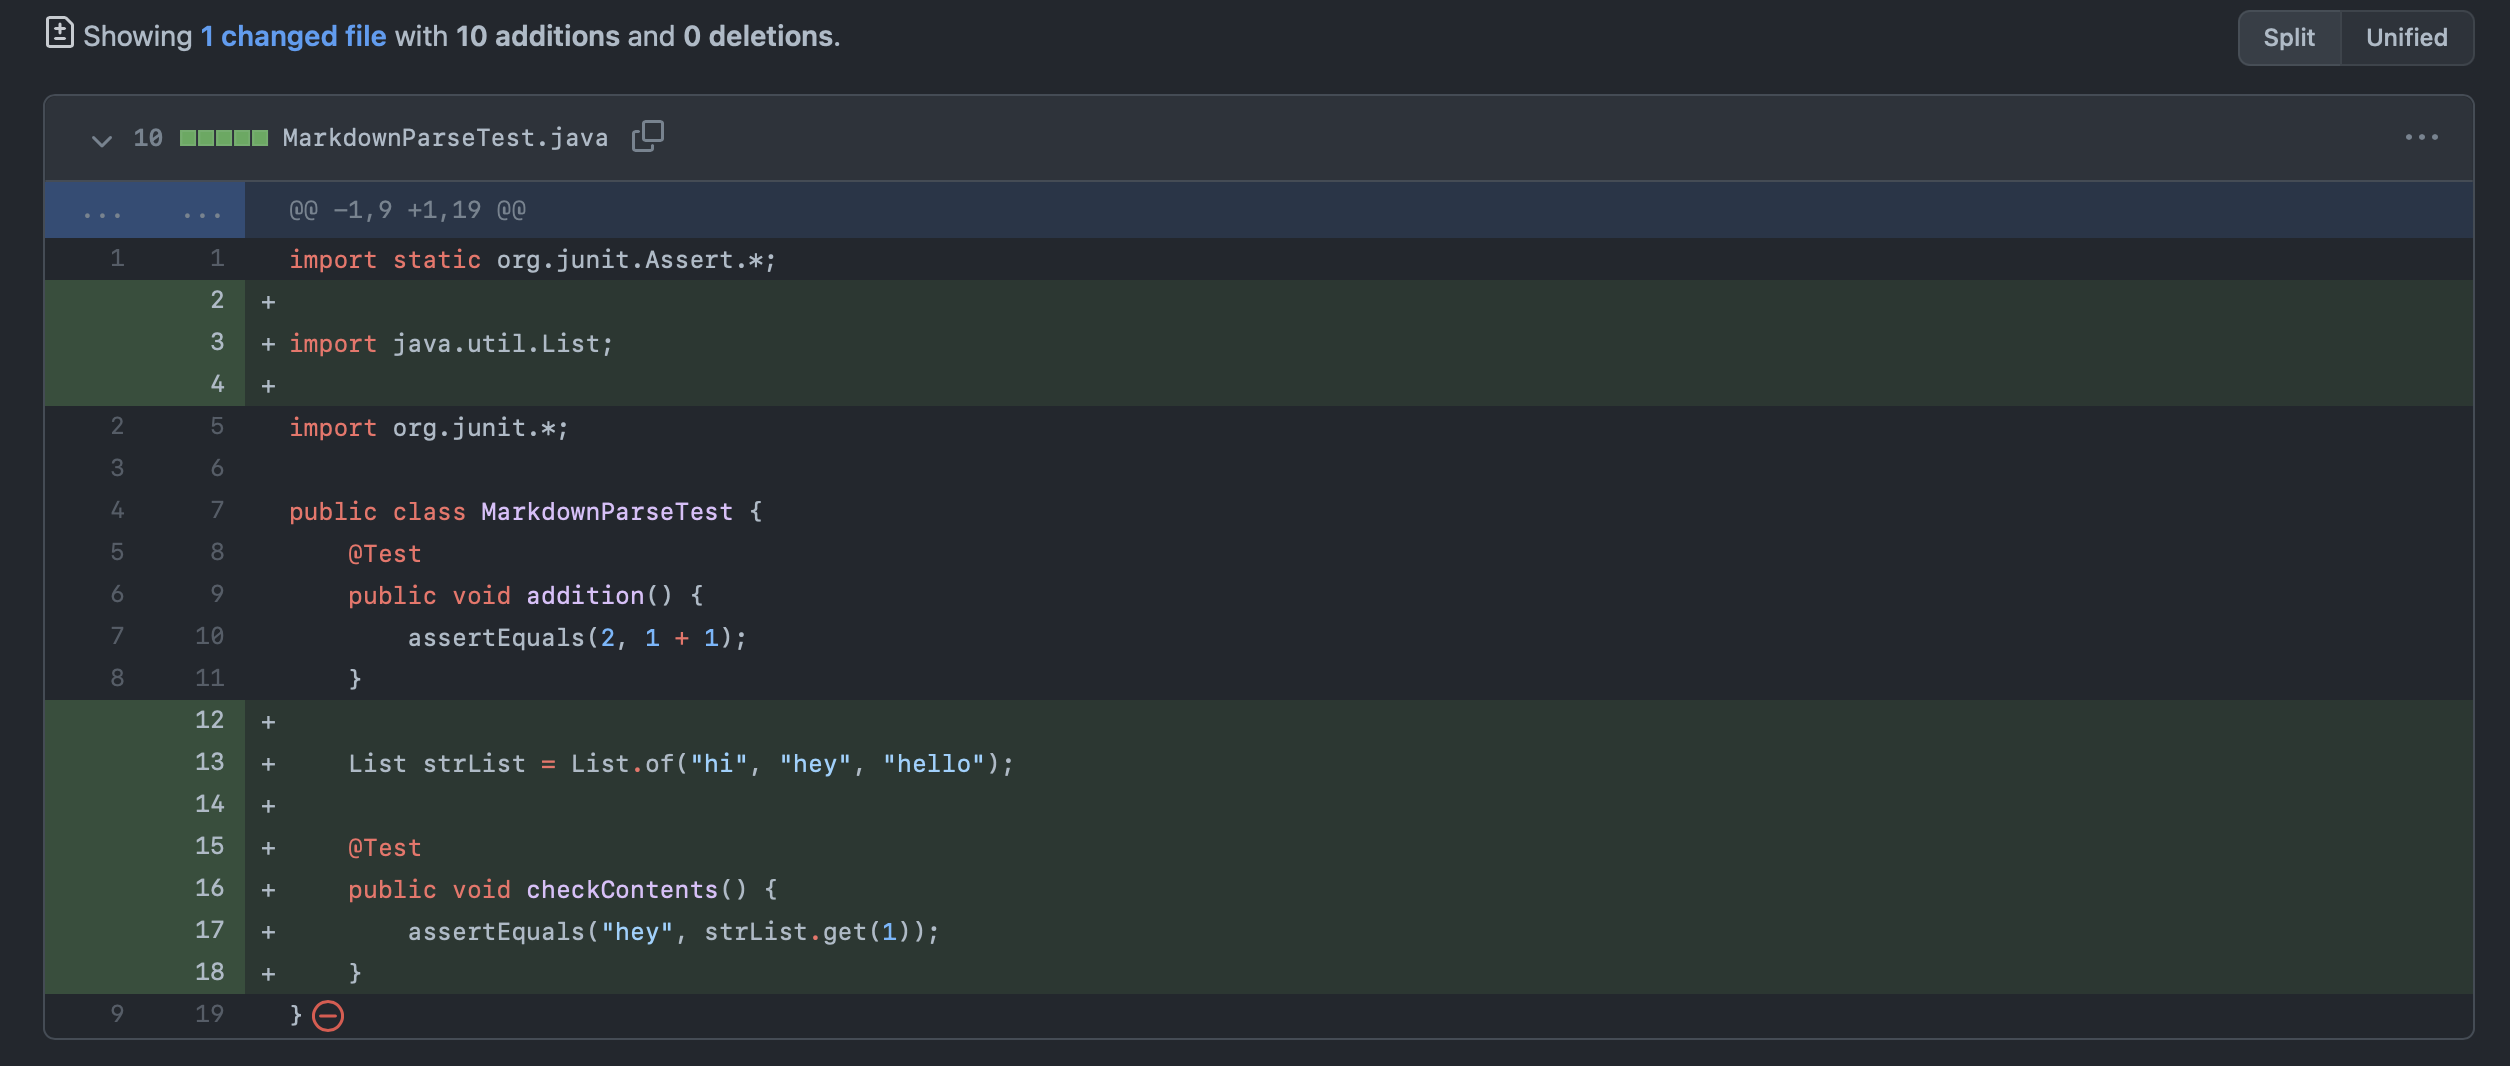 Showing 1 changed file with 10 additions and 0 deletions.
Split Unified
10 MarkdownParseTest.java
... ... @@ -1,9 +1,19 @@
1 1 import static org.junit.Assert.*;
2 +
3 + import java.util.List;
4 +
2 5 import org.junit.*;
3 6
4 7 public class MarkdownParseTest {
5 8     @Test
6 9     public void addition() {
7 10         assertEquals(2, 1 + 1);
8 11     }
12 +
13 +     List strList = List.of("hi", "hey", "hello");
14 +
15 +     @Test
16 +     public void checkContents() {
17 +         assertEquals("hey", strList.get(1));
18 +     }
9 19 }